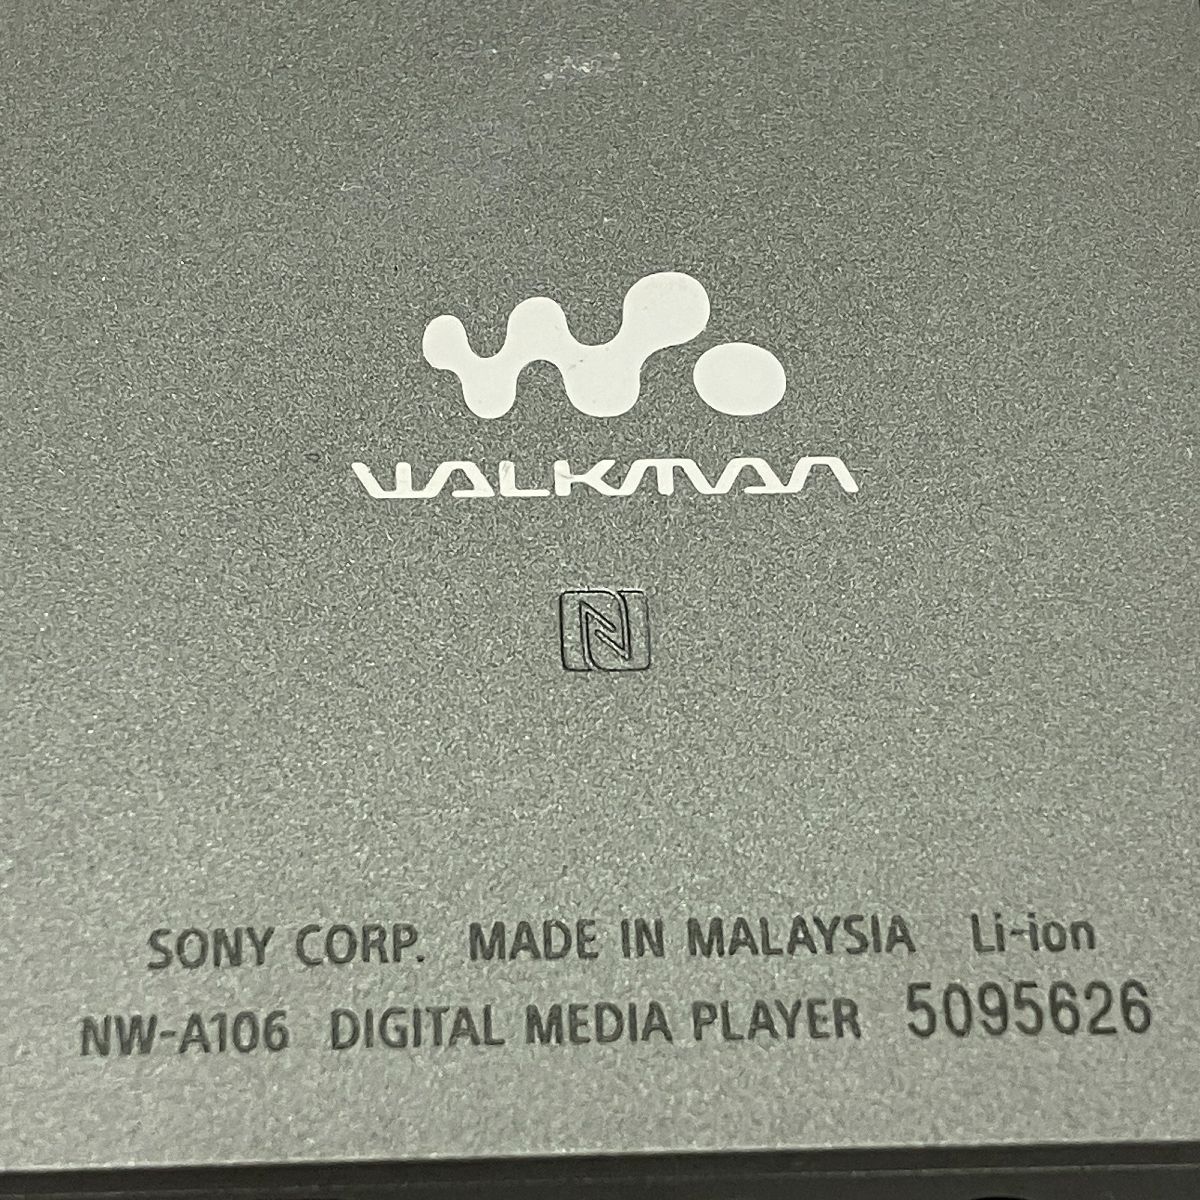 WALKMAN
SONY CORP. MADE IN MALAYSIA Li-ion
NW-A106 DIGITAL MEDIA PLAYER 5095626